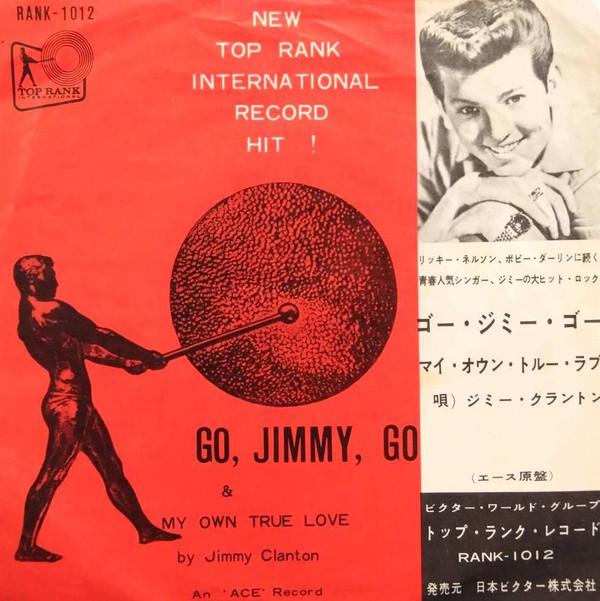 RANK-1012
TOP RANK
INTERNATIONAL
NEW
TOP RANK
INTERNATIONAL
RECORD
HIT !
GO, JIMMY, GO
&
MY OWN TRUE LOVE
by Jimmy Clanton
An 'ACE' Record
リッキー・ネルソン、ボビー・ダーリンに続く
青春人気シンガー、ジミーの大ヒット・ロック
ゴー・ジミー・ゴー
マイ・オウン・トルー・ラブ
唄) ジミー・クラントン
(エース原盤)
ビクター・ワールド・グループ
トップ・ランク・レコード
RANK-1012
発売元 日本ビクター株式会社